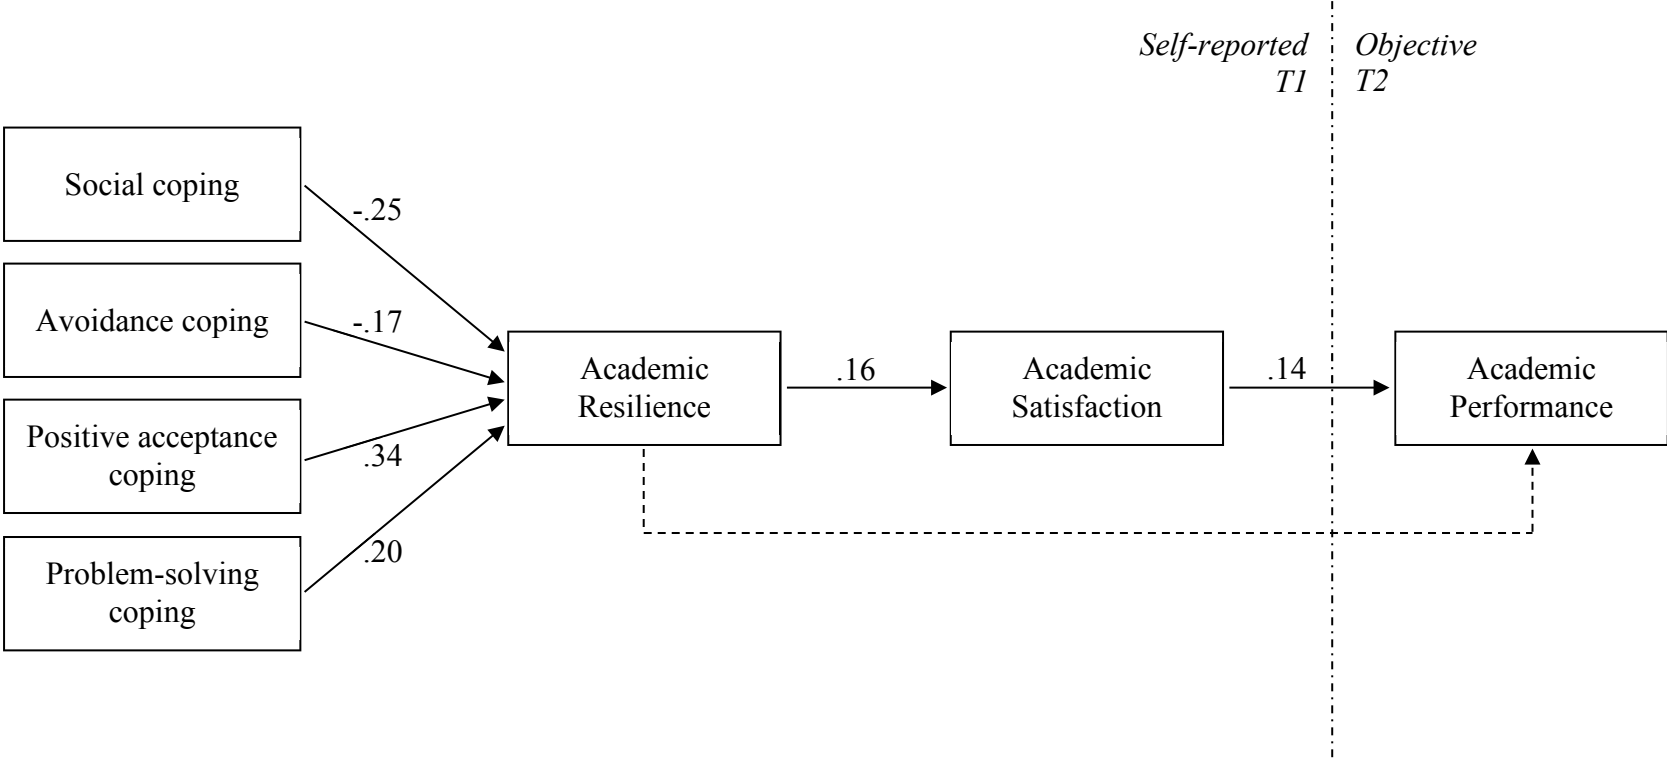 Self-reported
T1
Objective
T2
Social coping
-.25
Avoidance coping
-.17
Positive acceptance
coping
.34
Problem-solving
coping
.20
Academic
Resilience
.16
Academic
Satisfaction
.14
Academic
Performance